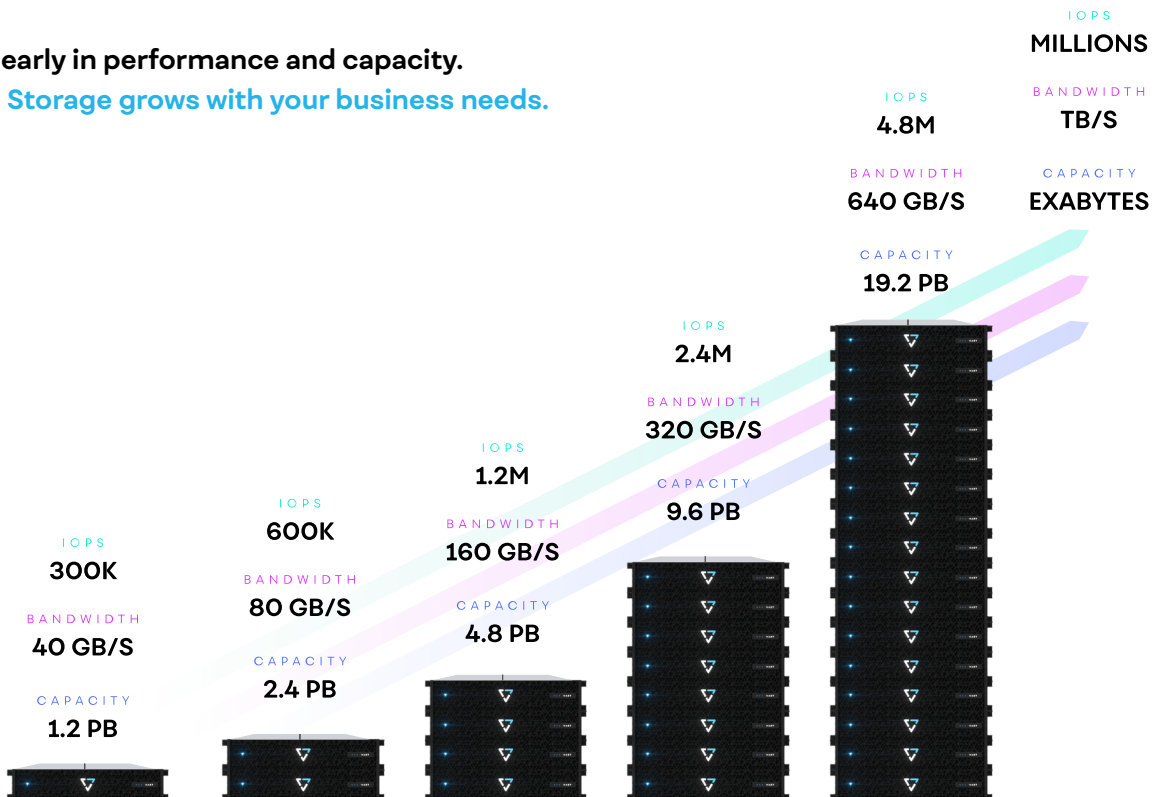 early in performance and capacity.
Storage grows with your business needs.
IOPS
300K
BANDWIDTH
40 GB/S
CAPACITY
1.2 PB
IOPS
600K
BANDWIDTH
80 GB/S
CAPACITY
2.4 PB
IOPS
1.2M
BANDWIDTH
160 GB/S
CAPACITY
4.8 PB
IOPS
2.4M
BANDWIDTH
320 GB/S
CAPACITY
9.6 PB
IOPS
4.8M
BANDWIDTH
640 GB/S
CAPACITY
19.2 PB
IOPS
MILLIONS
BANDWIDTH
TB/S
CAPACITY
EXABYTES